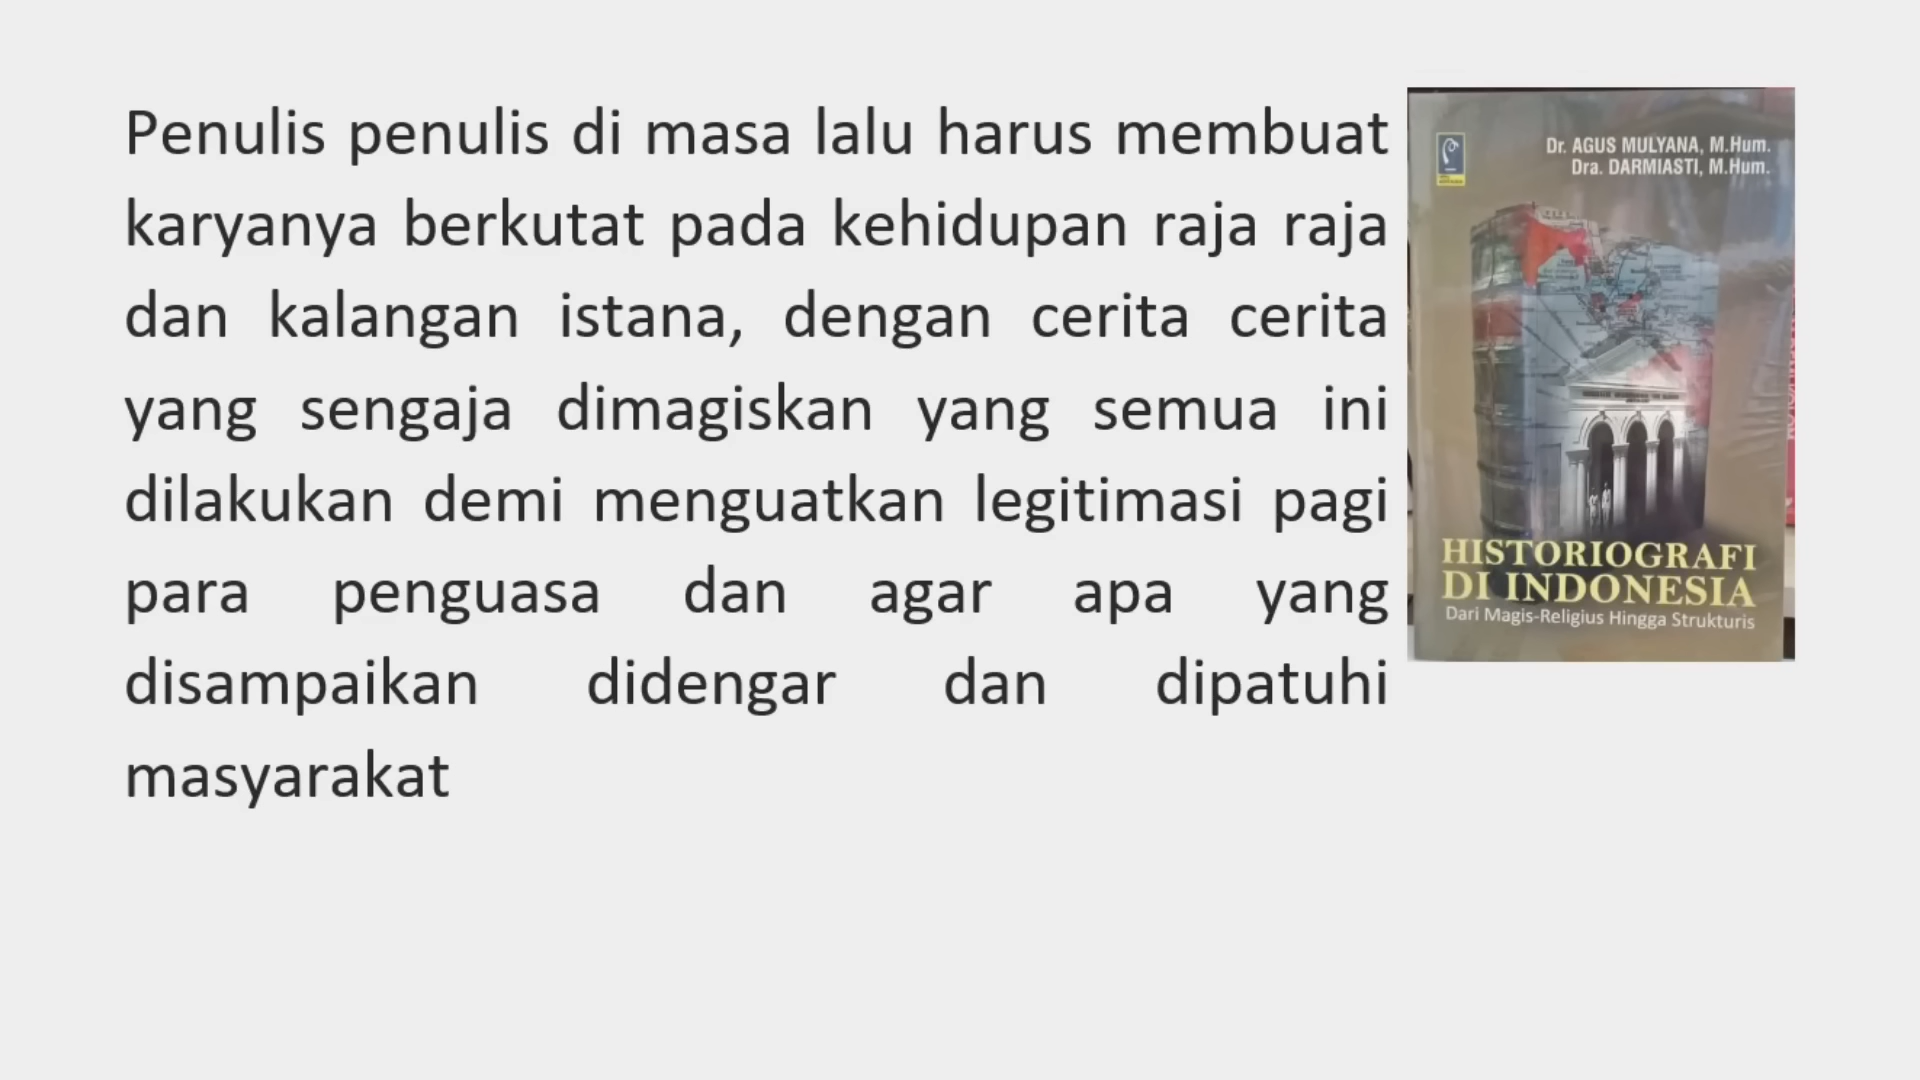 Penulis penulis di masa lalu harus membuat
karyanya berkutat pada kehidupan raja raja
dan kalangan istana, dengan cerita cerita
yang sengaja dimagiskan yang semua ini
dilakukan demi menguatkan legitimasi pagi
para penguasa dan agar apa yang
disampaikan didengar dan dipatuhi
masyarakat
Dr. AGUS MULYANA, M.Hum.
Dra. DARMIASTI, M.Hum.
HISTORIOGRAFI
DI INDONESIA
Dari Magis-Religius Hingga Strukturis